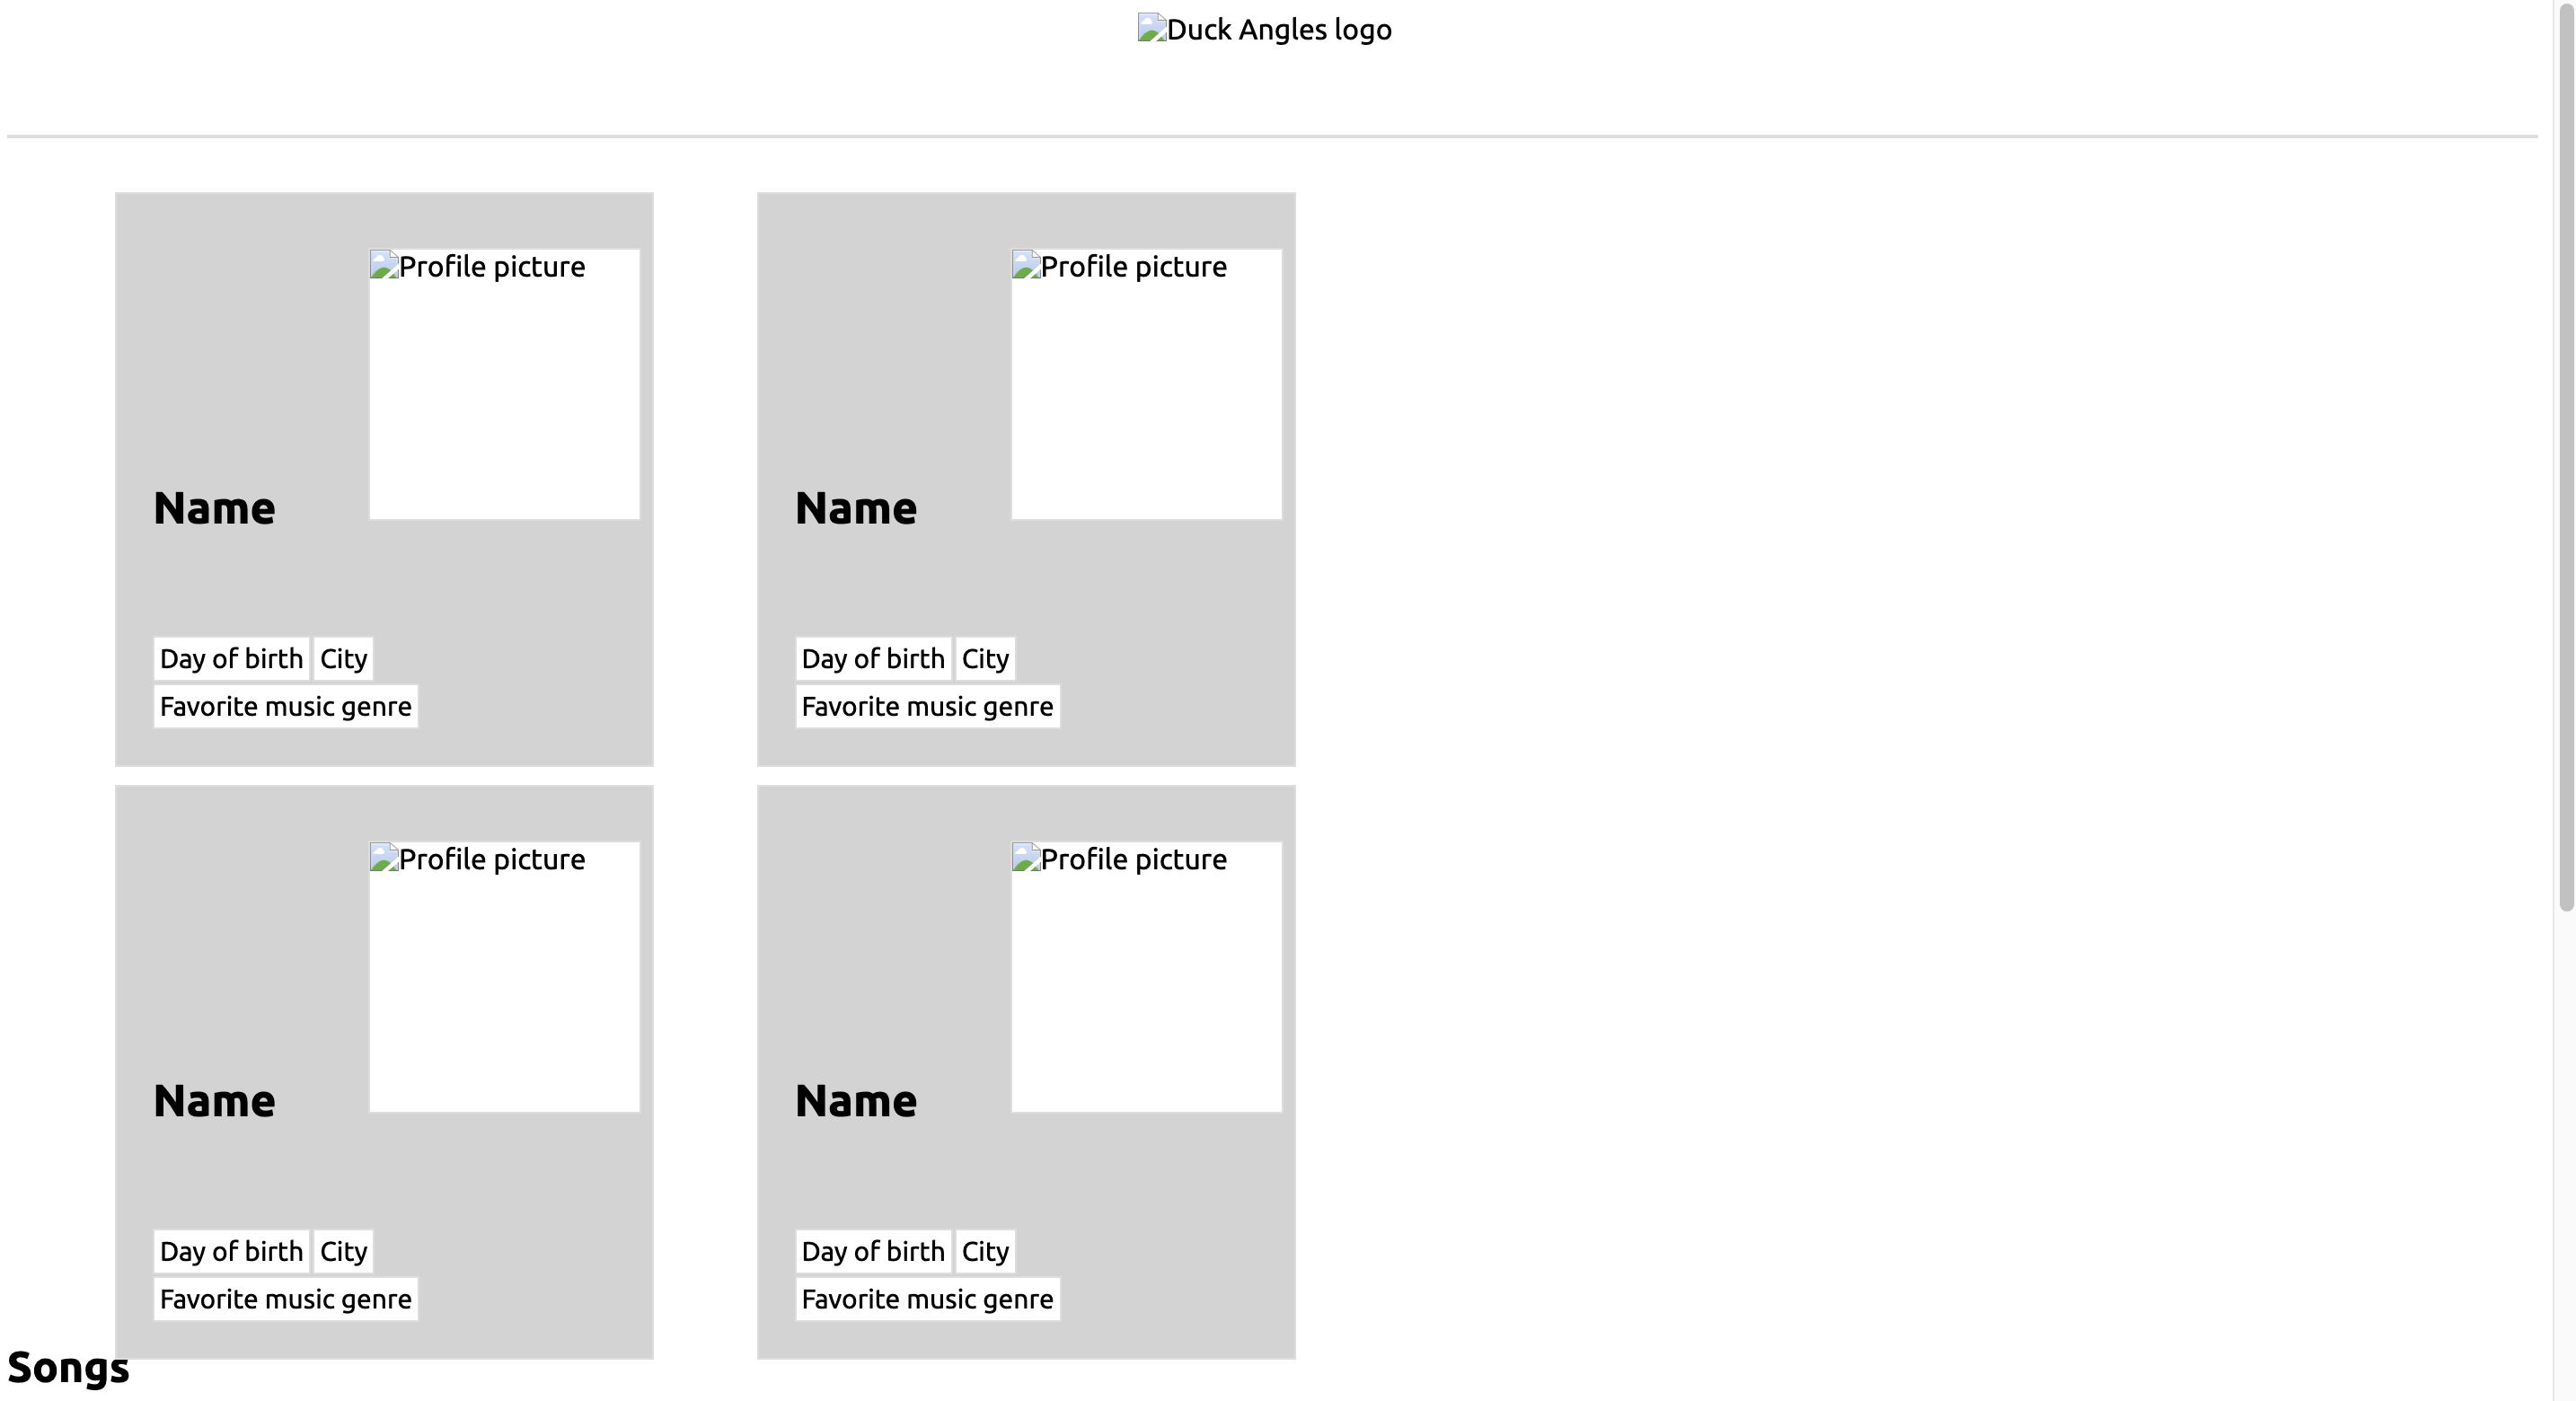 Duck Angles logo
Profile picture
Name
Day of birth City
Favorite music genre
Profile picture
Name
Day of birth City
Favorite music genre
Profile picture
Name
Day of birth City
Favorite music genre
Profile picture
Name
Day of birth City
Favorite music genre
Songs